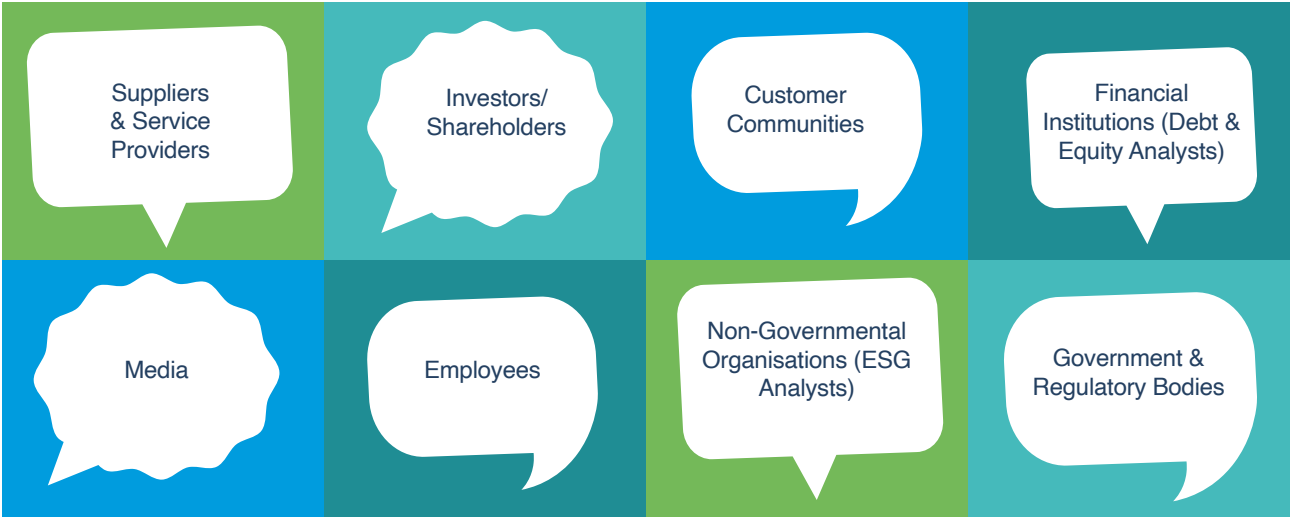 Suppliers
& Service
Providers
Investors/
Shareholders
Customer
Communities
Financial
Institutions (Debt &
Equity Analysts)
Media
Employees
Non-Governmental
Organisations (ESG
Analysts)
Government &
Regulatory Bodies